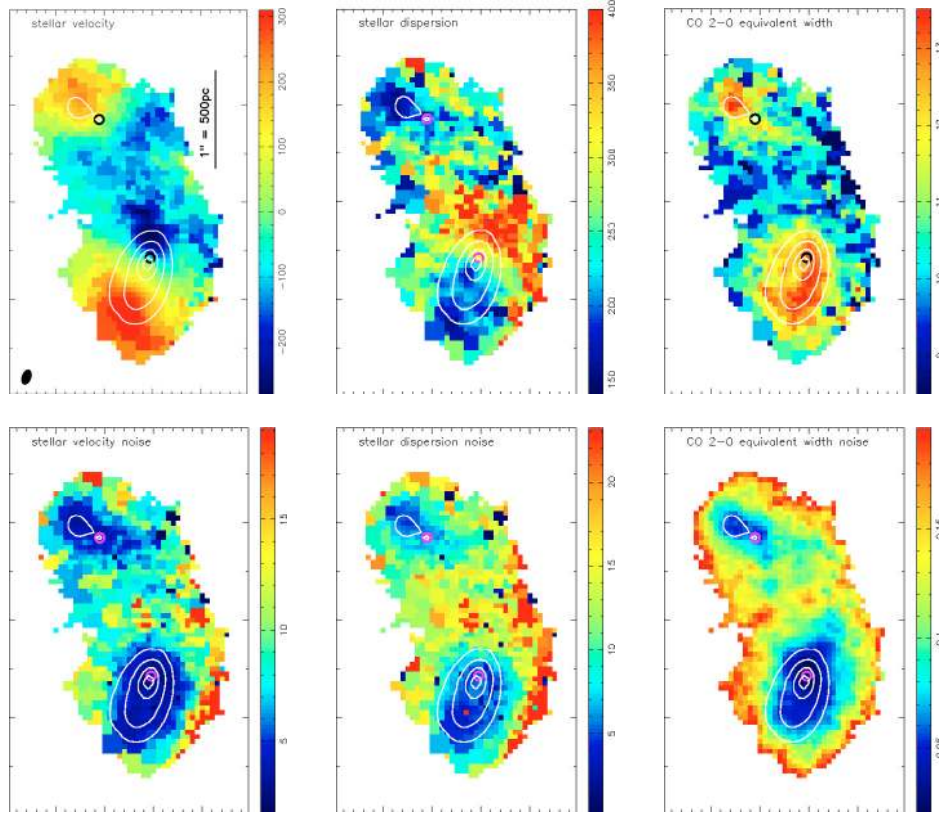 stellar velocity
1" = 500pc
300
200
100
0
−100
−200
stellar dispersion
400
350
300
250
200
150
CO 2−0 equivalent width
stellar velocity noise
15
10
5
stellar dispersion noise
20
15
10
5
CO 2−0 equivalent width noise
0.15